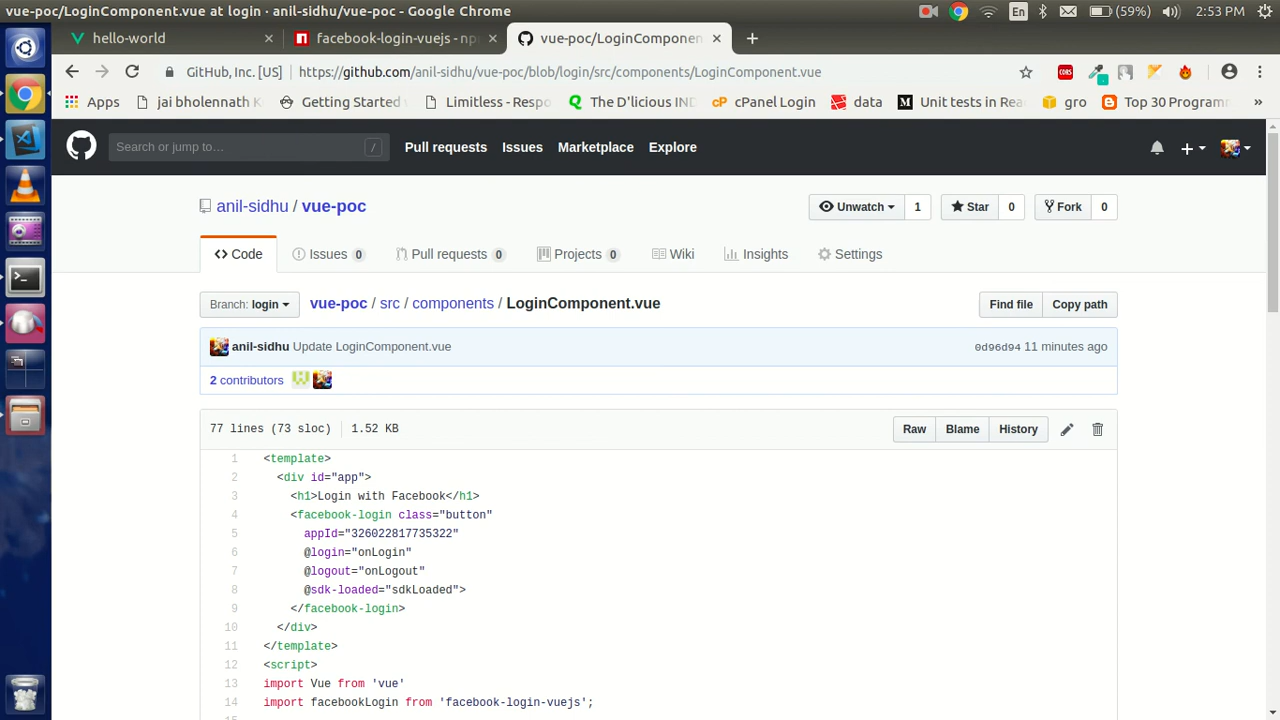 vue-poc/LoginComponent.vue at login · anil-sidhu/vue-poc - Google Chrome
En
(59%)
2:53 PM
hello-world
facebook-login-vuejs - np
vue-poc/LoginComponen
GitHub, Inc. [US]
https://github.com/anil-sidhu/vue-poc/blob/login/src/components/LoginComponent.vue
CORS
Apps
jai bholennath K
Getting Started
Limitless - Respo
The D'licious IND
cPanel Login
data
Unit tests in Rea
gro
Top 30 Programm
»
Search or jump to…
/
Pull requests
Issues
Marketplace
Explore
anil-sidhu / vue-poc
Unwatch
1
Star
0
Fork
0
Code
Issues 0
Pull requests 0
Projects 0
Wiki
Insights
Settings
Branch: login
vue-poc / src / components / LoginComponent.vue
Find file
Copy path
anil-sidhu Update LoginComponent.vue
0d96d94 11 minutes ago
2 contributors
77 lines (73 sloc)
1.52 KB
Raw
Blame
History
1 <template>
2 <div id="app">
3 <h1>Login with Facebook</h1>
4 <facebook-login class="button"
5 appId="326022817735322"
6 @login="onLogin"
7 @logout="onLogout"
8 @sdk-loaded="sdkLoaded">
9 </facebook-login>
10 </div>
11 </template>
12 <script>
13 import Vue from 'vue'
14 import facebookLogin from 'facebook-login-vuejs';